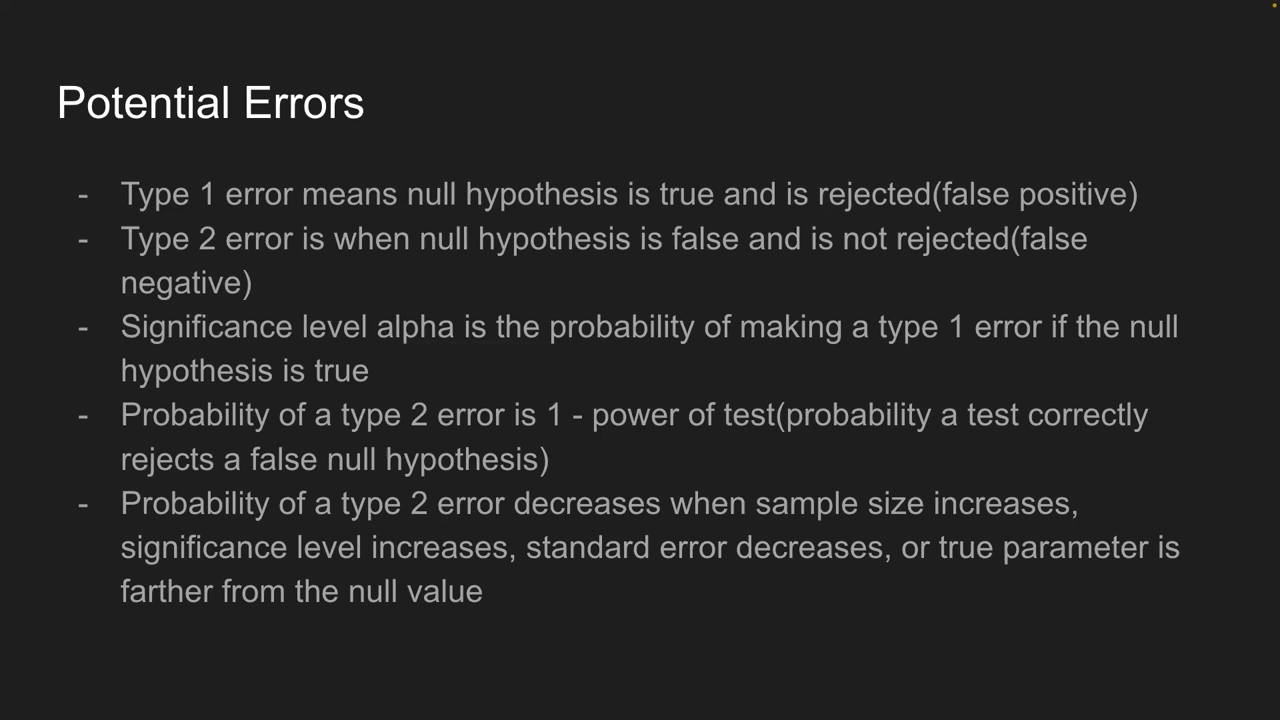 Potential Errors
- Type 1 error means null hypothesis is true and is rejected(false positive)
- Type 2 error is when null hypothesis is false and is not rejected(false
negative)
- Significance level alpha is the probability of making a type 1 error if the null
hypothesis is true
- Probability of a type 2 error is 1 - power of test(probability a test correctly
rejects a false null hypothesis)
- Probability of a type 2 error decreases when sample size increases,
significance level increases, standard error decreases, or true parameter is
farther from the null value